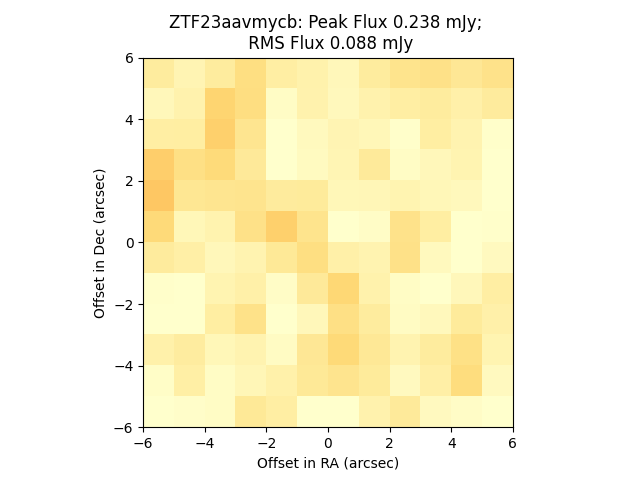 ZTF23aavmycb: Peak Flux 0.238 mJy;
RMS Flux 0.088 mJy
6
4
2
0
−2
−4
−6
Offset in Dec (arcsec)
−6 −4 −2 0 2 4 6
Offset in RA (arcsec)